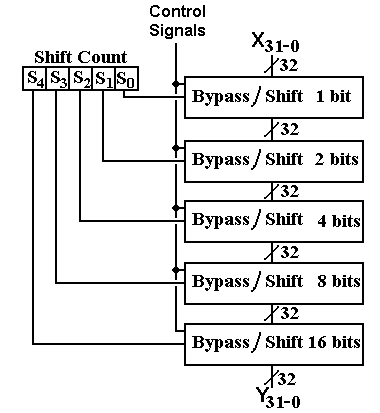 Control
Signals
X31-0
Shift Count
S4 S3 S2 S1 S0
32
Bypass / Shift 1 bit
32
Bypass / Shift 2 bits
32
Bypass / Shift 4 bits
32
Bypass / Shift 8 bits
32
Bypass / Shift 16 bits
32
Y31-0